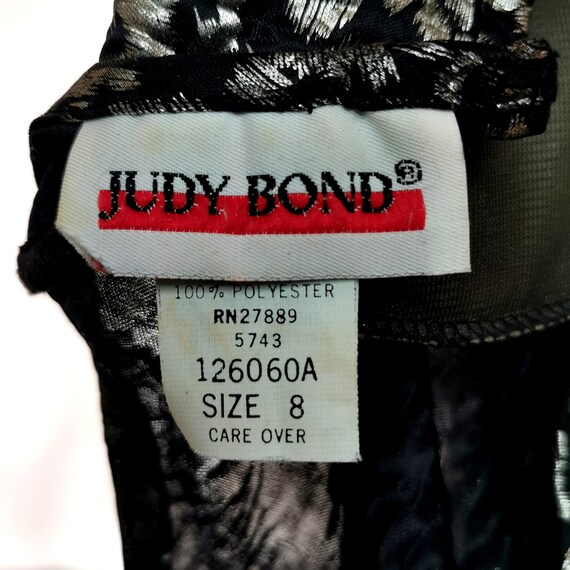 JUDY BOND®
100% POLYESTER
RN27889
5743
126060A
SIZE 8
CARE OVER